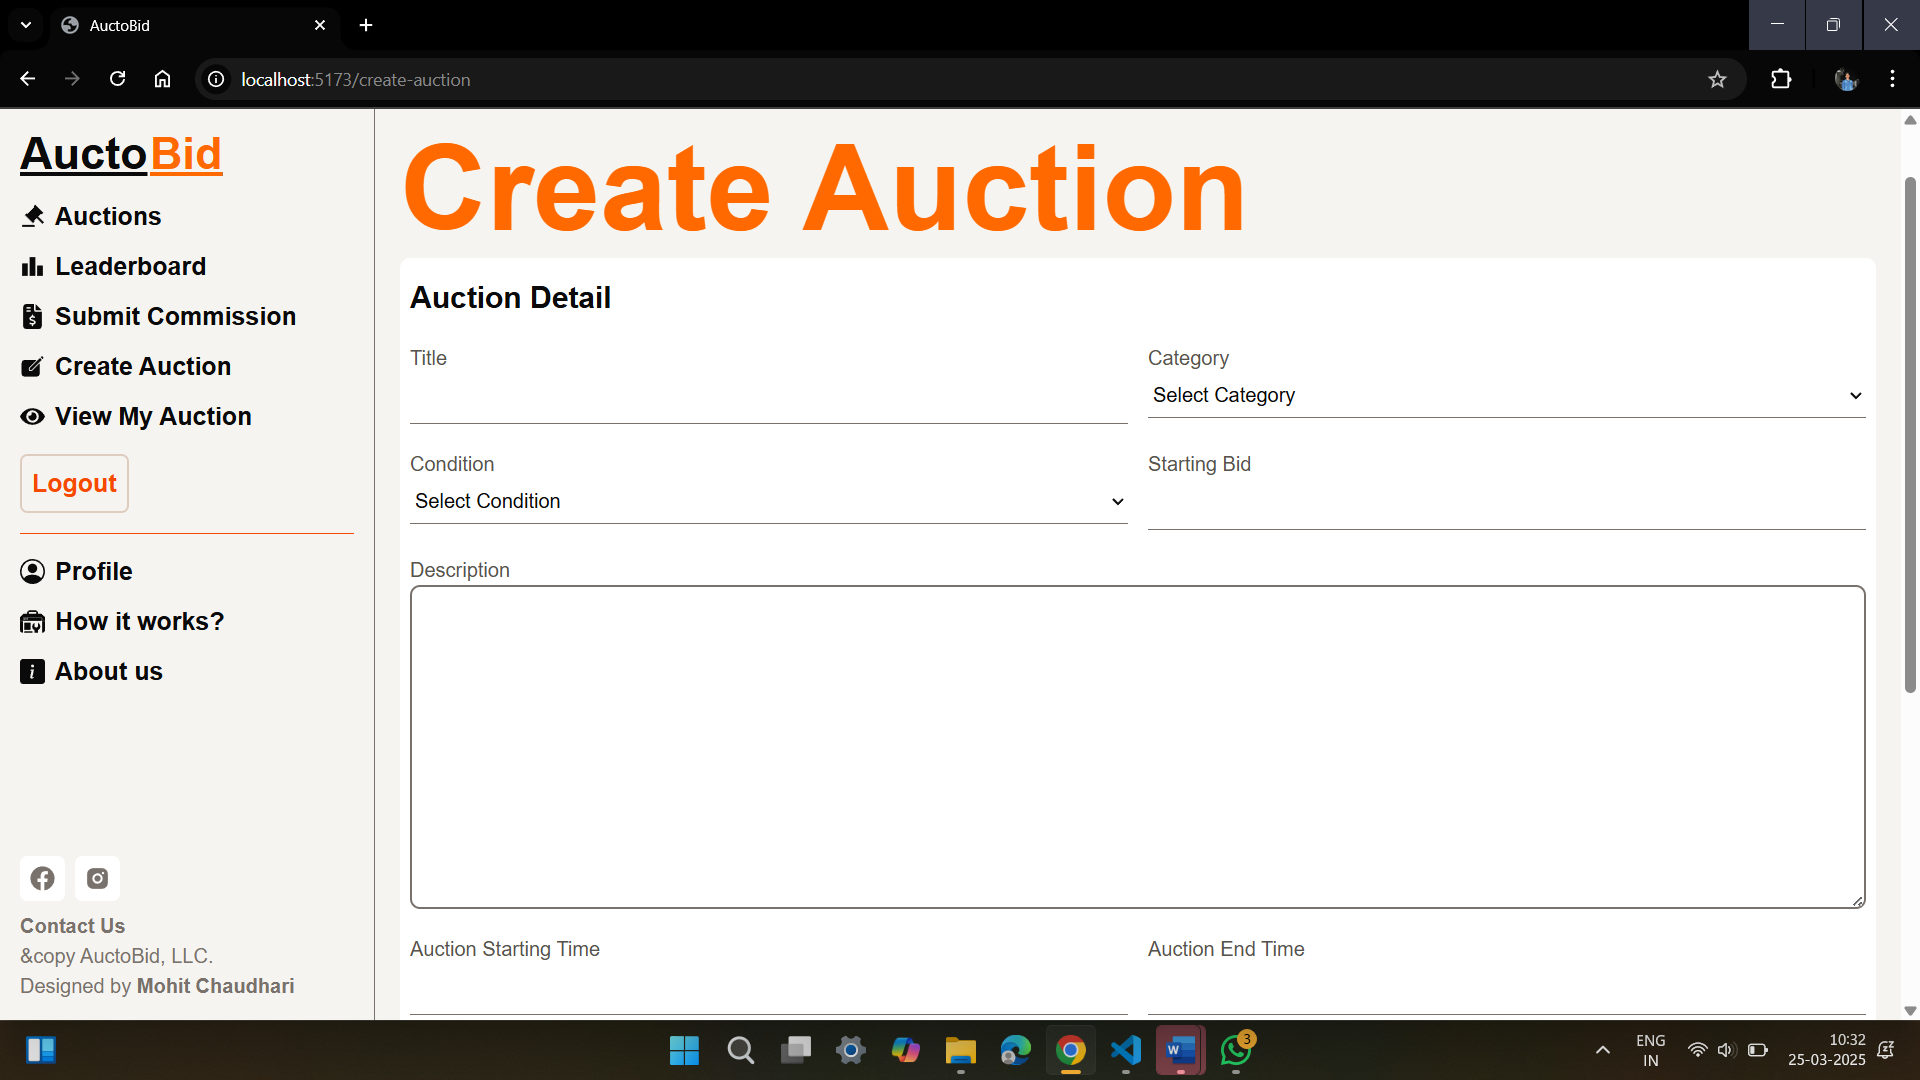 AuctoBid
localhost:5173/create-auction
AuctoBid
Auctions
Leaderboard
Submit Commission
Create Auction
View My Auction
Logout
Profile
How it works?
About us
Contact Us
&copy AuctoBid, LLC.
Designed by Mohit Chaudhari
Create Auction
Auction Detail
Title
Category
Select Category
Condition
Select Condition
Starting Bid
Description
Auction Starting Time
Auction End Time
W
3
ENG
IN
10:32
25-03-2025